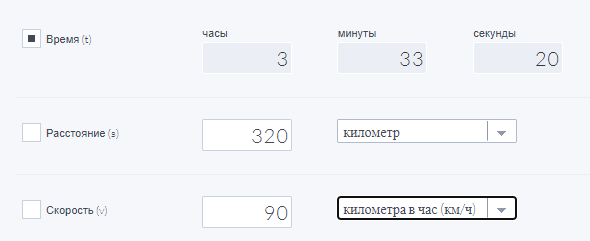 часы минуты секунды
Время (t) 3 33 20
Расстояние (s) 320 километр
Скорость (v) 90 километра в час (км/ч)